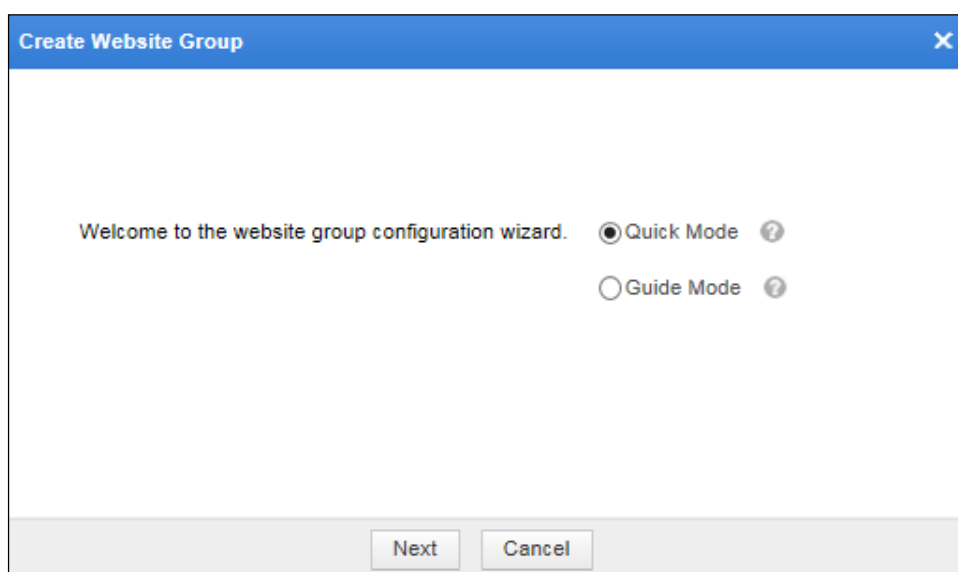 Create Website Group
Welcome to the website group configuration wizard. Quick Mode
Guide Mode
Next Cancel